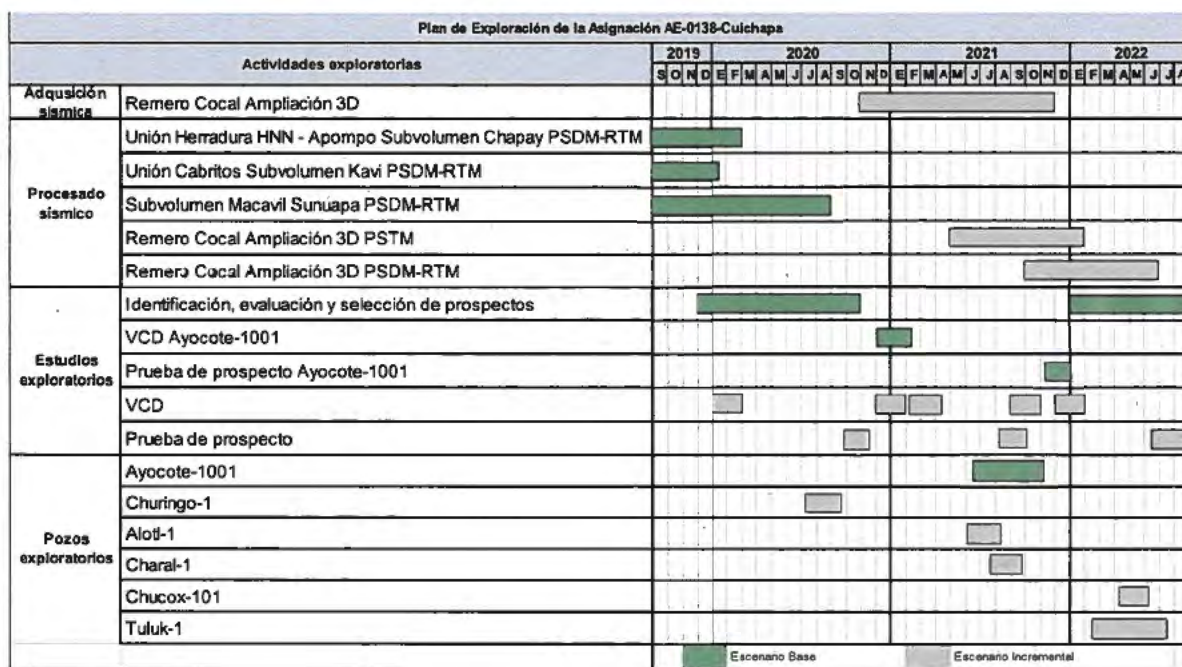 Plan de Exploración de la Asignación AE-0138-Cuichapa
Actividades exploratorias
2019 2020 2021 2022
S O N D E F M A M J J A S O N D E F M A M J J A S O N D E F M A M J J A
Adqusición sísmica
Remero Cocal Ampliación 3D
Procesado sísmico
Unión Herradura HNN - Apompo Subvolumen Chapay PSDM-RTM
Unión Cabritos Subvolumen Kavi PSDM-RTM
Subvolumen Macavil Sunuapa PSDM-RTM
Remero Cocal Ampliación 3D PSTM
Remero Cocal Ampliación 3D PSDM-RTM
Estudios exploratorios
Identificación, evaluación y selección de prospectos
VCD Ayocote-1001
Prueba de prospecto Ayocote-1001
VCD
Prueba de prospecto
Pozos exploratorios
Ayocote-1001
Churingo-1
Alotl-1
Charal-1
Chucox-101
Tuluk-1
Escenario Base
Escenario Incremental